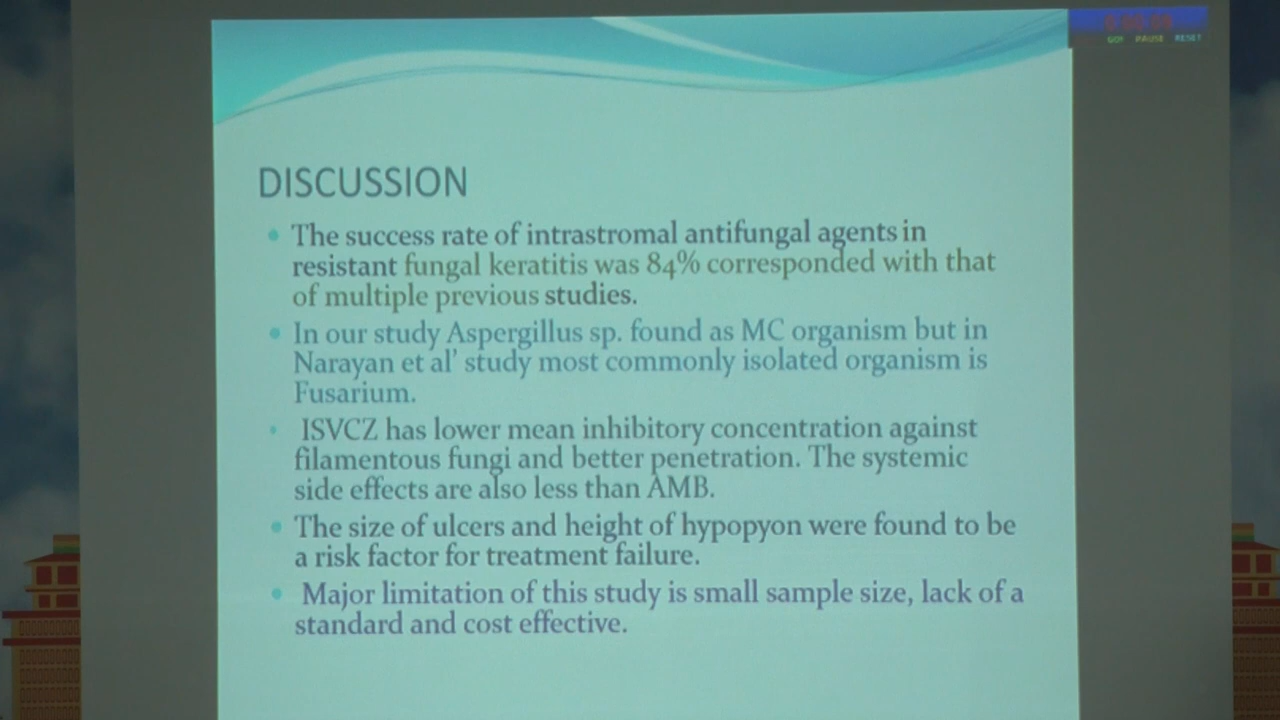 GO! PAUSE RESET
DISCUSSION
The success rate of intrastromal antifungal agents in
resistant fungal keratitis was 84% corresponded with that
of multiple previous studies.
In our study Aspergillus sp. found as MC organism but in
Narayan et al' study most commonly isolated organism is
Fusarium.
ISVCZ has lower mean inhibitory concentration against
filamentous fungi and better penetration. The systemic
side effects are also less than AMB.
The size of ulcers and height of hypopyon were found to be
a risk factor for treatment failure.
Major limitation of this study is small sample size, lack of a
standard and cost effective.